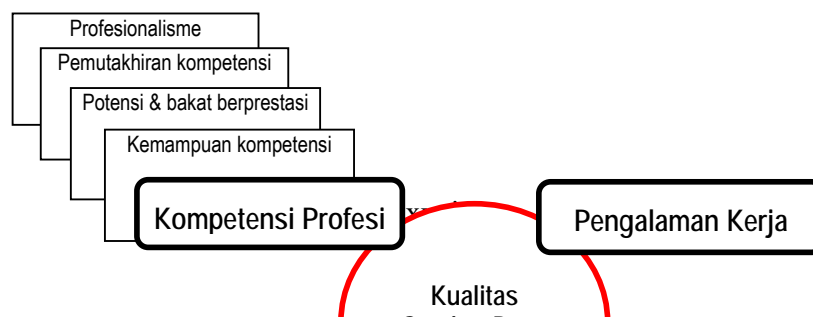 Profesionalisme
Pemutakhiran kompetensi
Potensi & bakat berprestasi
Kemampuan kompetensi
Kompetensi Profesi
Pengalaman Kerja
Kualitas